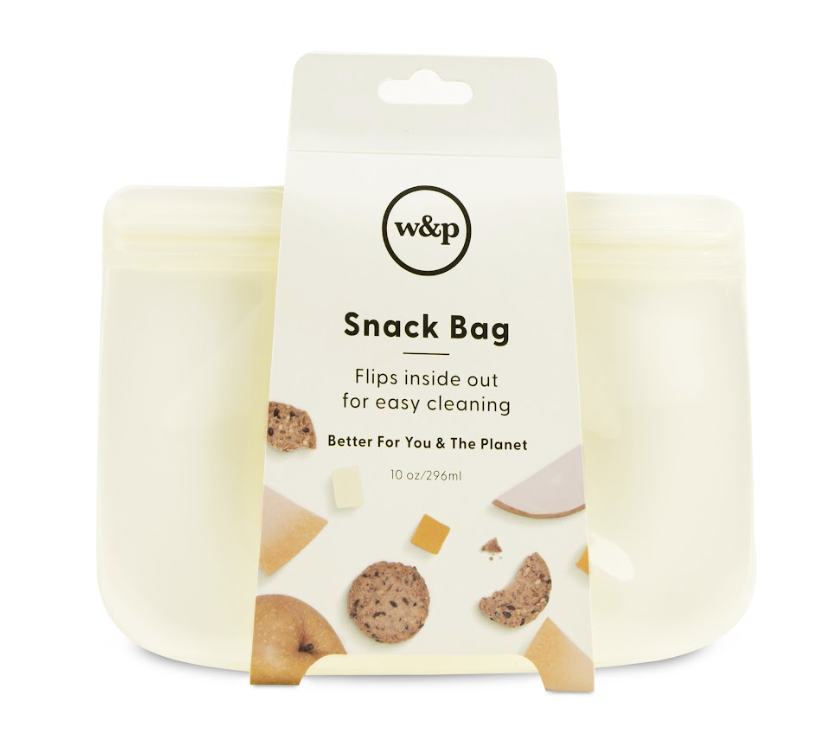 w&p
Snack Bag
Flips inside out
for easy cleaning
Better For You & The Planet
10 oz/296ml